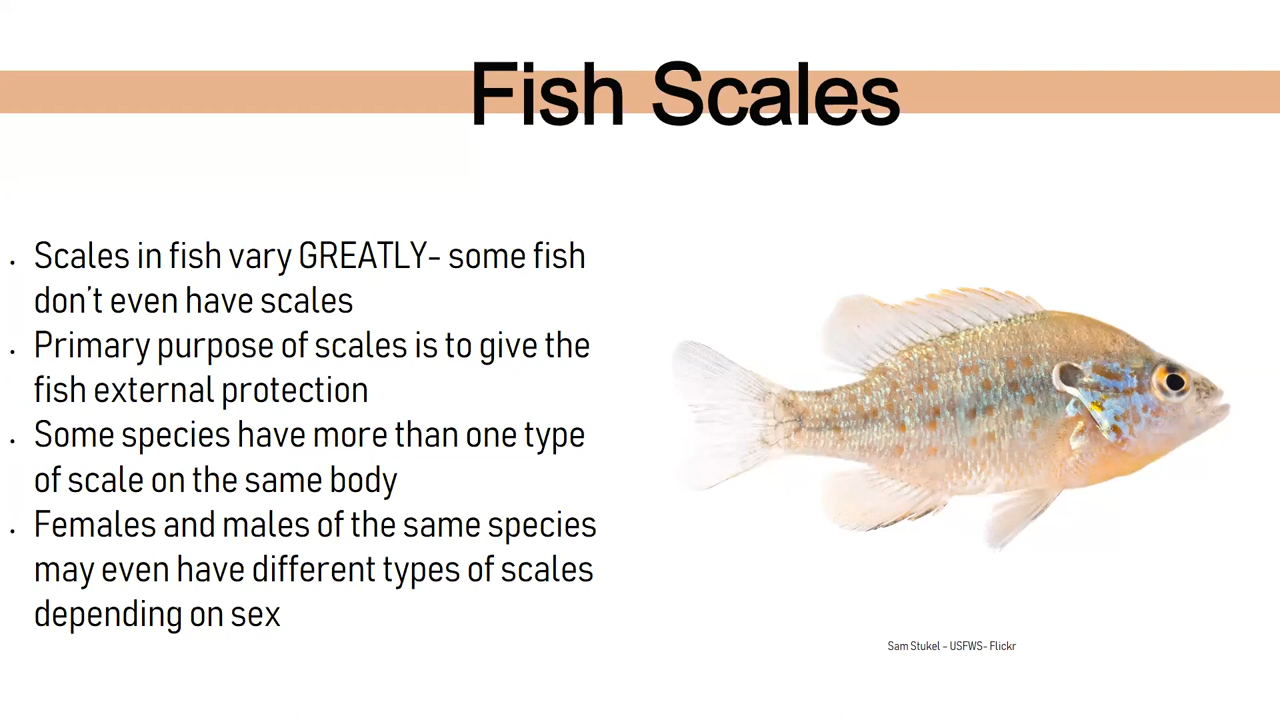 Fish Scales
. Scales in fish vary GREATLY- some fish
don't even have scales
. Primary purpose of scales is to give the
fish external protection
. Some species have more than one type
of scale on the same body
. Females and males of the same species
may even have different types of scales
depending on sex
Sam Stukel – USFWS- Flickr